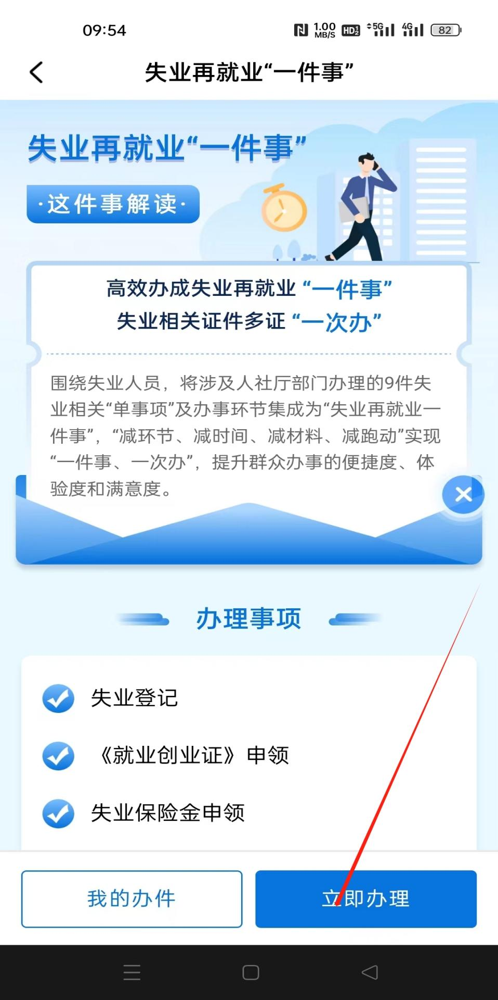 09:54
1.00 MB/S HD 1 2 5G 4G 82
失业再就业“一件事”
失业再就业“一件事”
·这件事解读·
高效办成失业再就业“一件事”
失业相关证件多证“一次办”
围绕失业人员，将涉及人社厅部门办理的9件失
业相关“单事项”及办事环节集成为“失业再就业一
件事”，“减环节、减时间、减材料、减跑动”实现
“一件事、一次办”，提升群众办事的便捷度、体
验度和满意度。
办理事项
失业登记
《就业创业证》申领
失业保险金申领
我的办件
立即办理